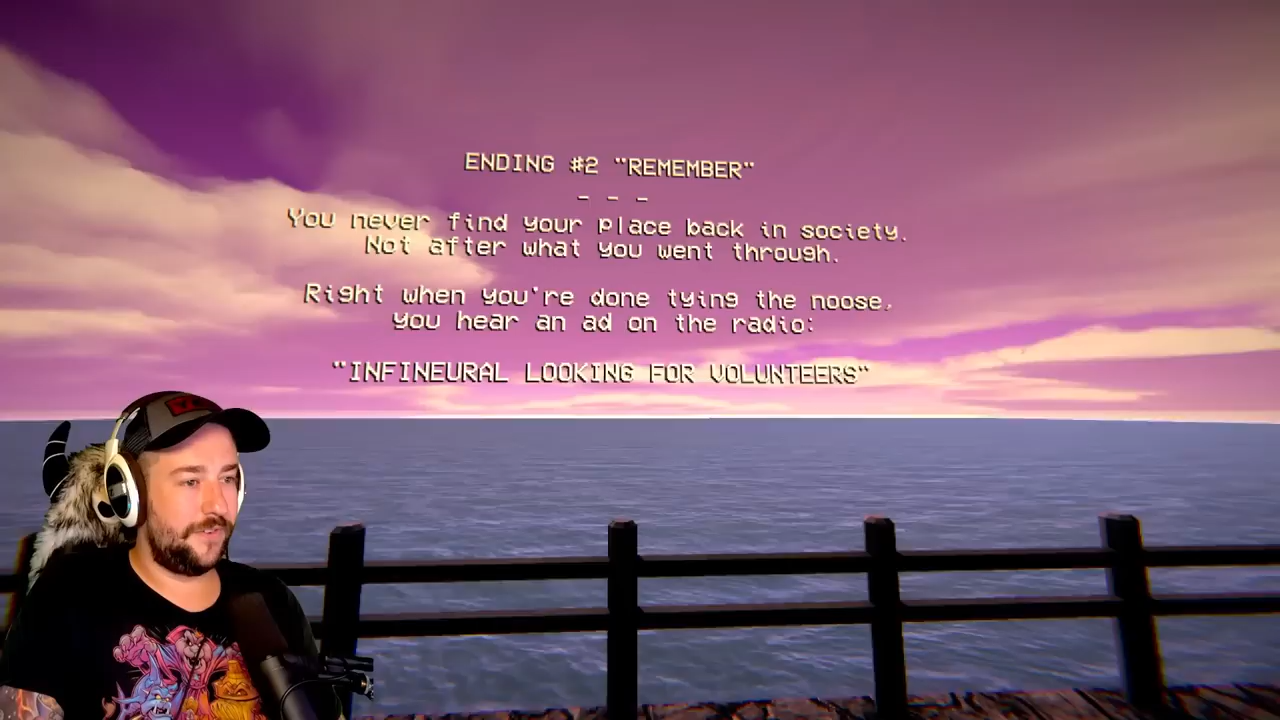 ENDING #2 "REMEMBER"
- - -
You never find your place back in society.
Not after what you went through.
Right when you're done tying the noose,
you hear an ad on the radio:
"INFINEURAL LOOKING FOR VOLUNTEERS"